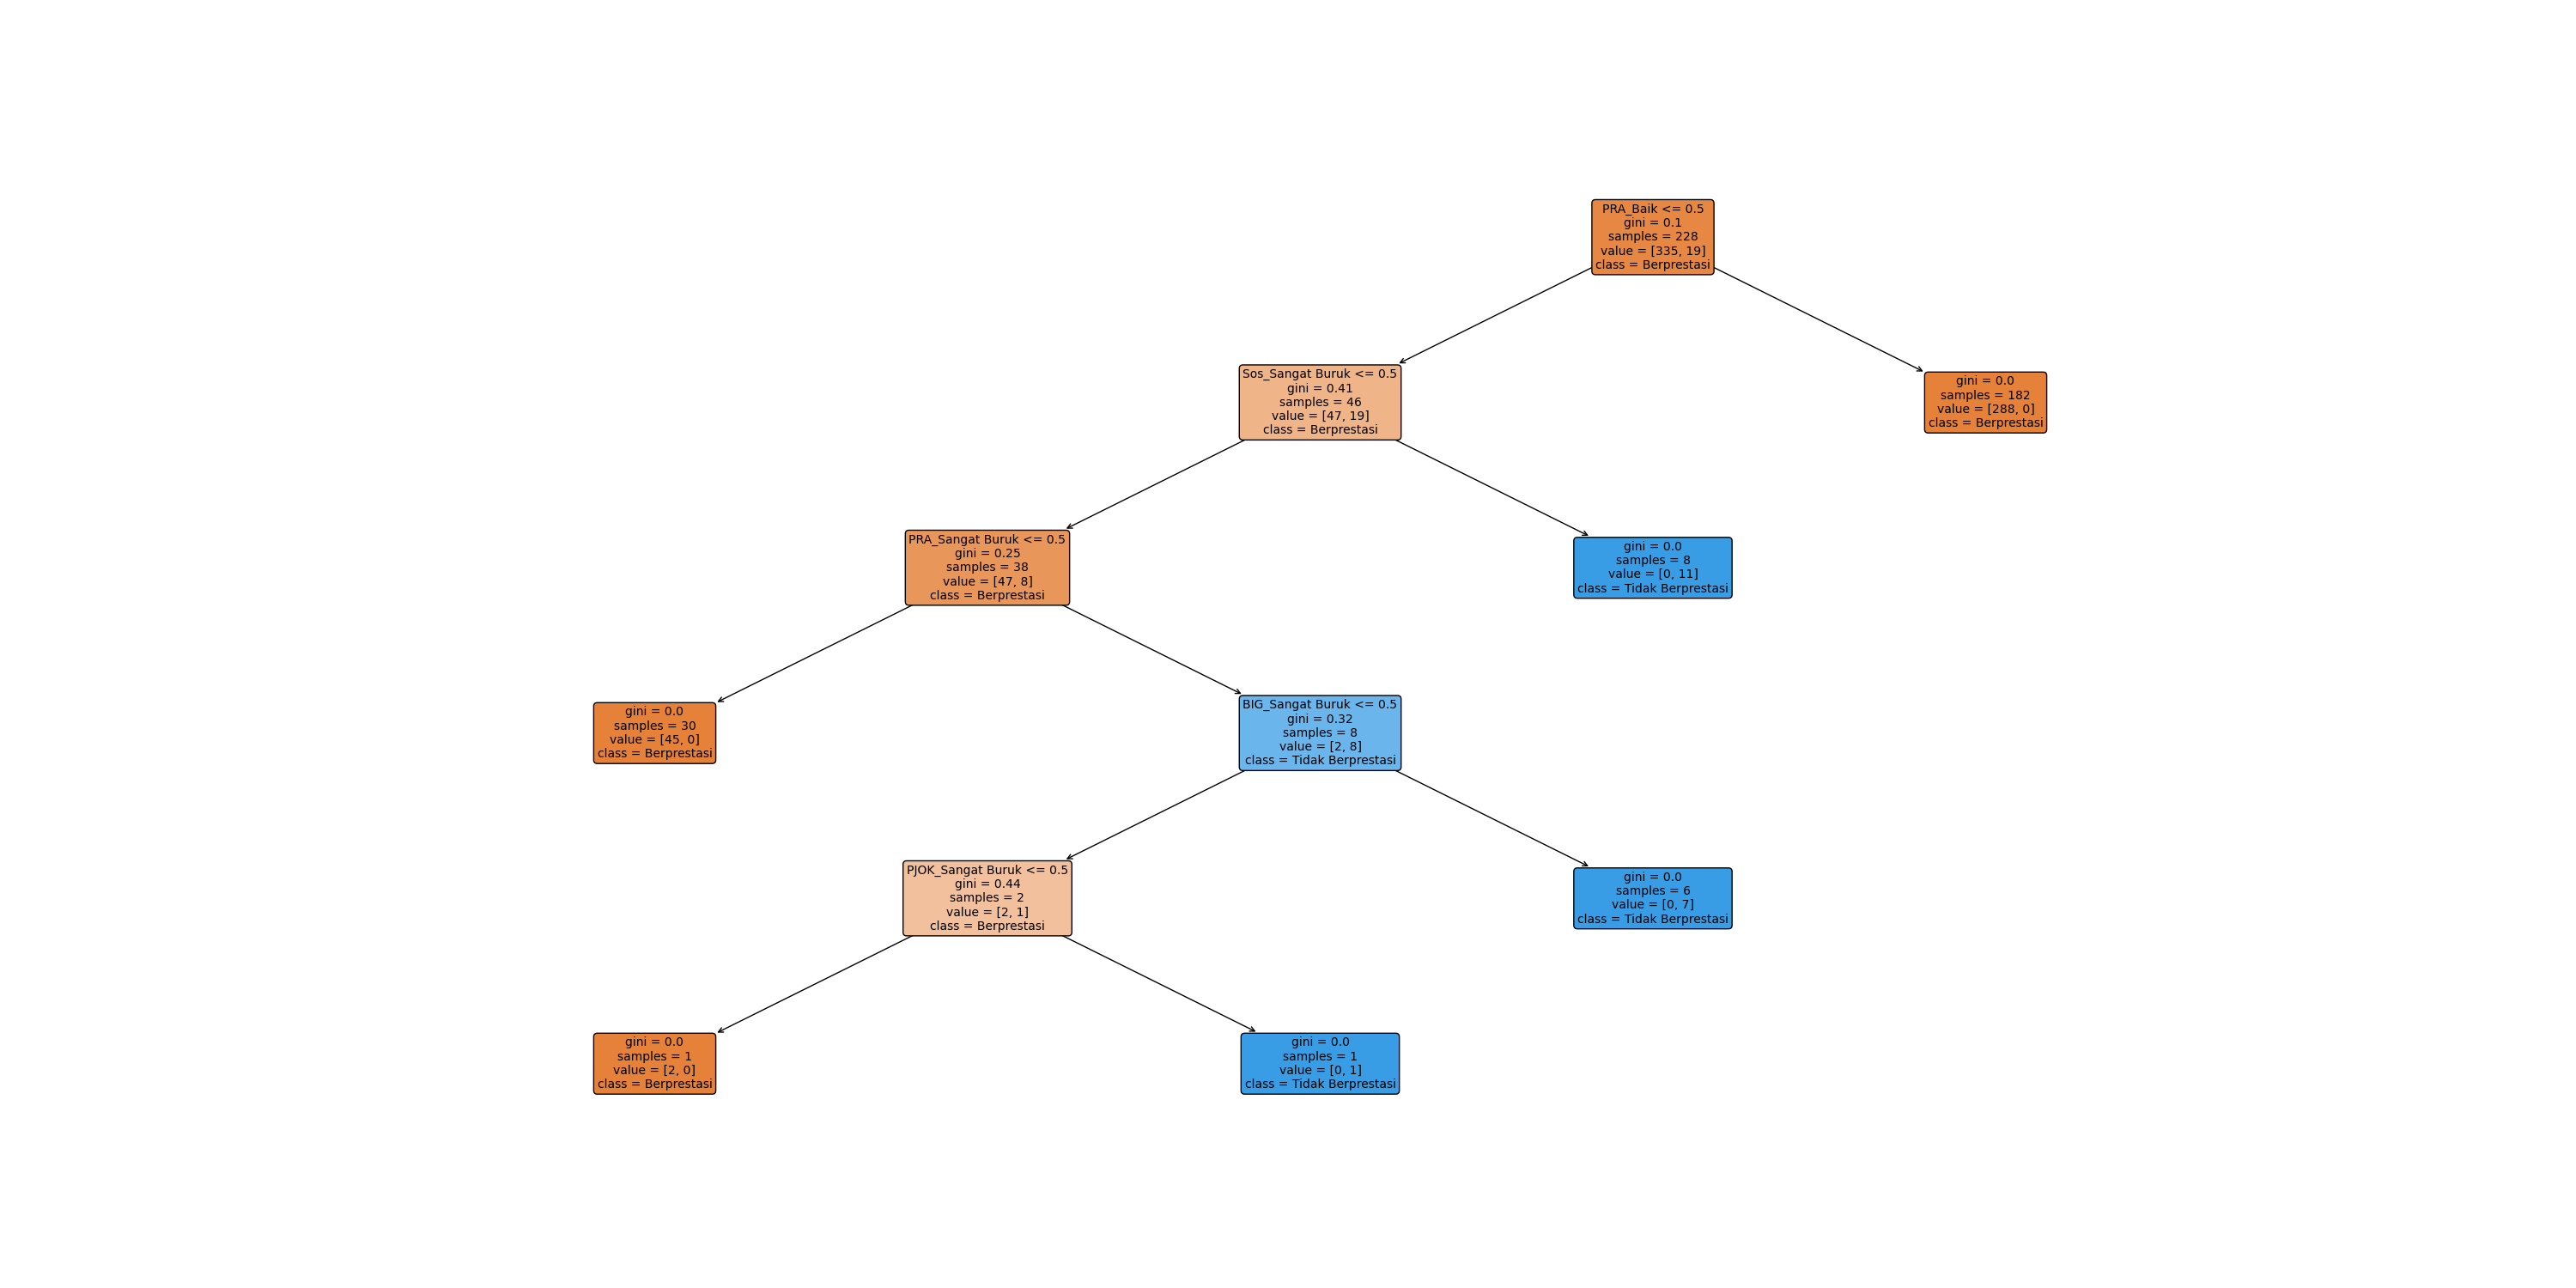 PRA_Baik <= 0.5
gini = 0.1
samples = 228
value = [335, 19]
class = Berprestasi
Sos_Sangat Buruk <= 0.5
gini = 0.41
samples = 46
value = [47, 19]
class = Berprestasi
gini = 0.0
samples = 182
value = [288, 0]
class = Berprestasi
PRA_Sangat Buruk <= 0.5
gini = 0.25
samples = 38
value = [47, 8]
class = Berprestasi
gini = 0.0
samples = 8
value = [0, 11]
class = Tidak Berprestasi
gini = 0.0
samples = 30
value = [45, 0]
class = Berprestasi
BIG_Sangat Buruk <= 0.5
gini = 0.32
samples = 8
value = [2, 8]
class = Tidak Berprestasi
PJOK_Sangat Buruk <= 0.5
gini = 0.44
samples = 2
value = [2, 1]
class = Berprestasi
gini = 0.0
samples = 6
value = [0, 7]
class = Tidak Berprestasi
gini = 0.0
samples = 1
value = [2, 0]
class = Berprestasi
gini = 0.0
samples = 1
value = [0, 1]
class = Tidak Berprestasi